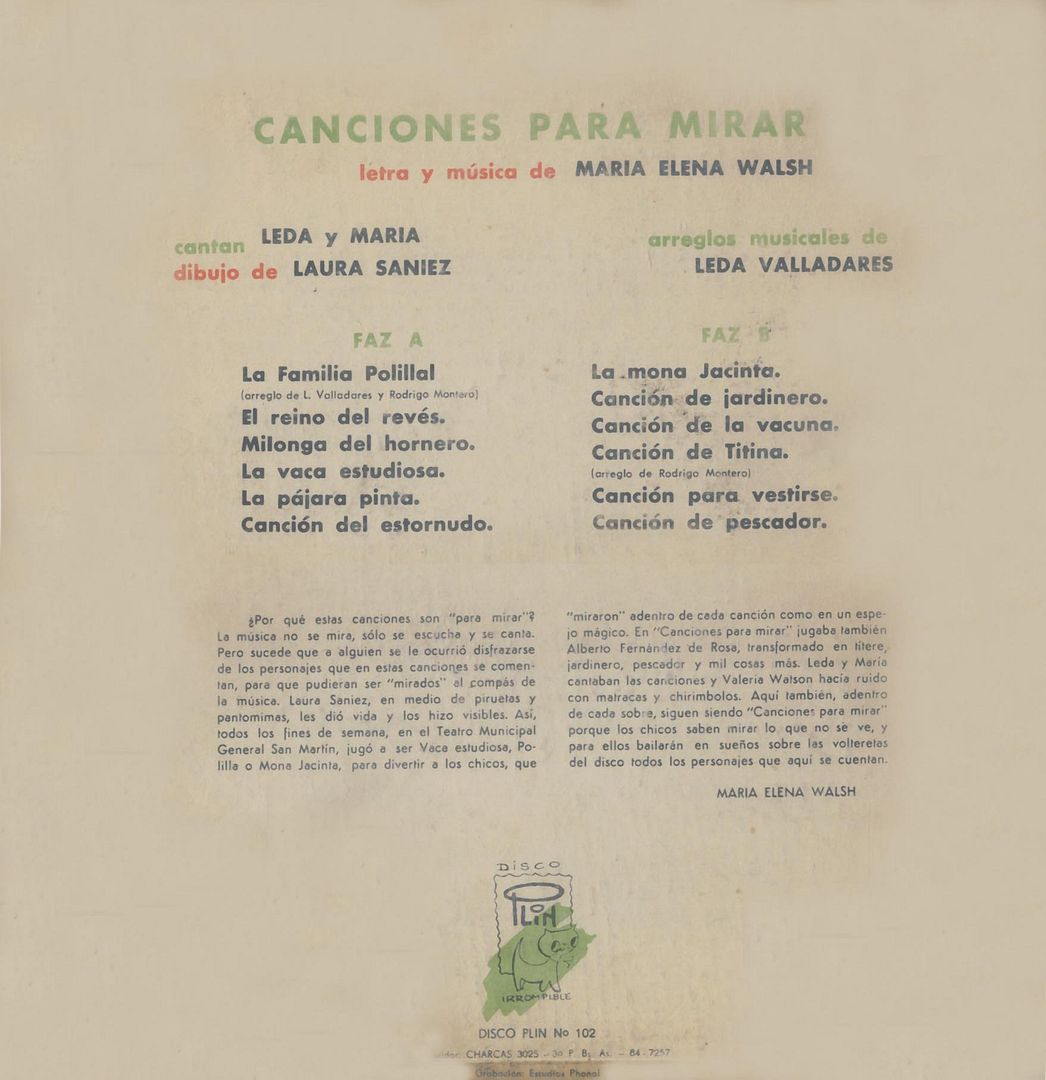 CANCIONES PARA MIRAR
letra y música de MARIA ELENA WALSH
cantan LEDA y MARIA
dibujo de LAURA SANIEZ
arreglos musicales de
LEDA VALLADARES
FAZ A
La Familia Polillal
(arreglo de L. Valladares y Rodrigo Montero)
El reino del revés.
Milonga del hornero.
La vaca estudiosa.
La pájara pinta.
Canción del estornudo.
FAZ B
La mona Jacinta.
Canción de jardinero.
Canción de la vacuna.
Canción de Titina.
(arreglo de Rodrigo Montero)
Canción para vestirse.
Canción de pescador.
¿Por qué estas canciones son "para mirar"?
La música no se mira, sólo se escucha y se canta.
Pero sucede que a alguien se le ocurrió disfrazarse
de los personajes que en estas canciones se comen-
tan, para que pudieran ser "mirados" al compás de
la música. Laura Saniez, en medio de piruetas y
pantomimas, les dió vida y los hizo visibles. Así,
todos los fines de semana, en el Teatro Municipal
General San Martín, jugó a ser Vaca estudiosa, Po-
lilla o Mona Jacinta, para divertir a los chicos, que
"miraron" adentro de cada canción como en un espe-
jo mágico. En "Canciones para mirar" jugaba también
Alberto Fernández de Rosa, transformado en títere,
jardinero, pescador y mil cosas más. Leda y María
cantaban las canciones y Valeria Watson hacía ruido
con matracas y chirimbolos. Aquí también, adentro
de cada sobre, siguen siendo "Canciones para mirar"
porque los chicos saben mirar lo que no se ve, y
para ellos bailarán en sueños sobre las volteretas
del disco todos los personajes que aquí se cuentan.
MARIA ELENA WALSH
DISCO
PLIN
IRROMPIBLE
DISCO PLIN No 102
CHARCAS 3025 - 3o P. Bs. As. - 84-7257
Grabación: Estudios Phonal